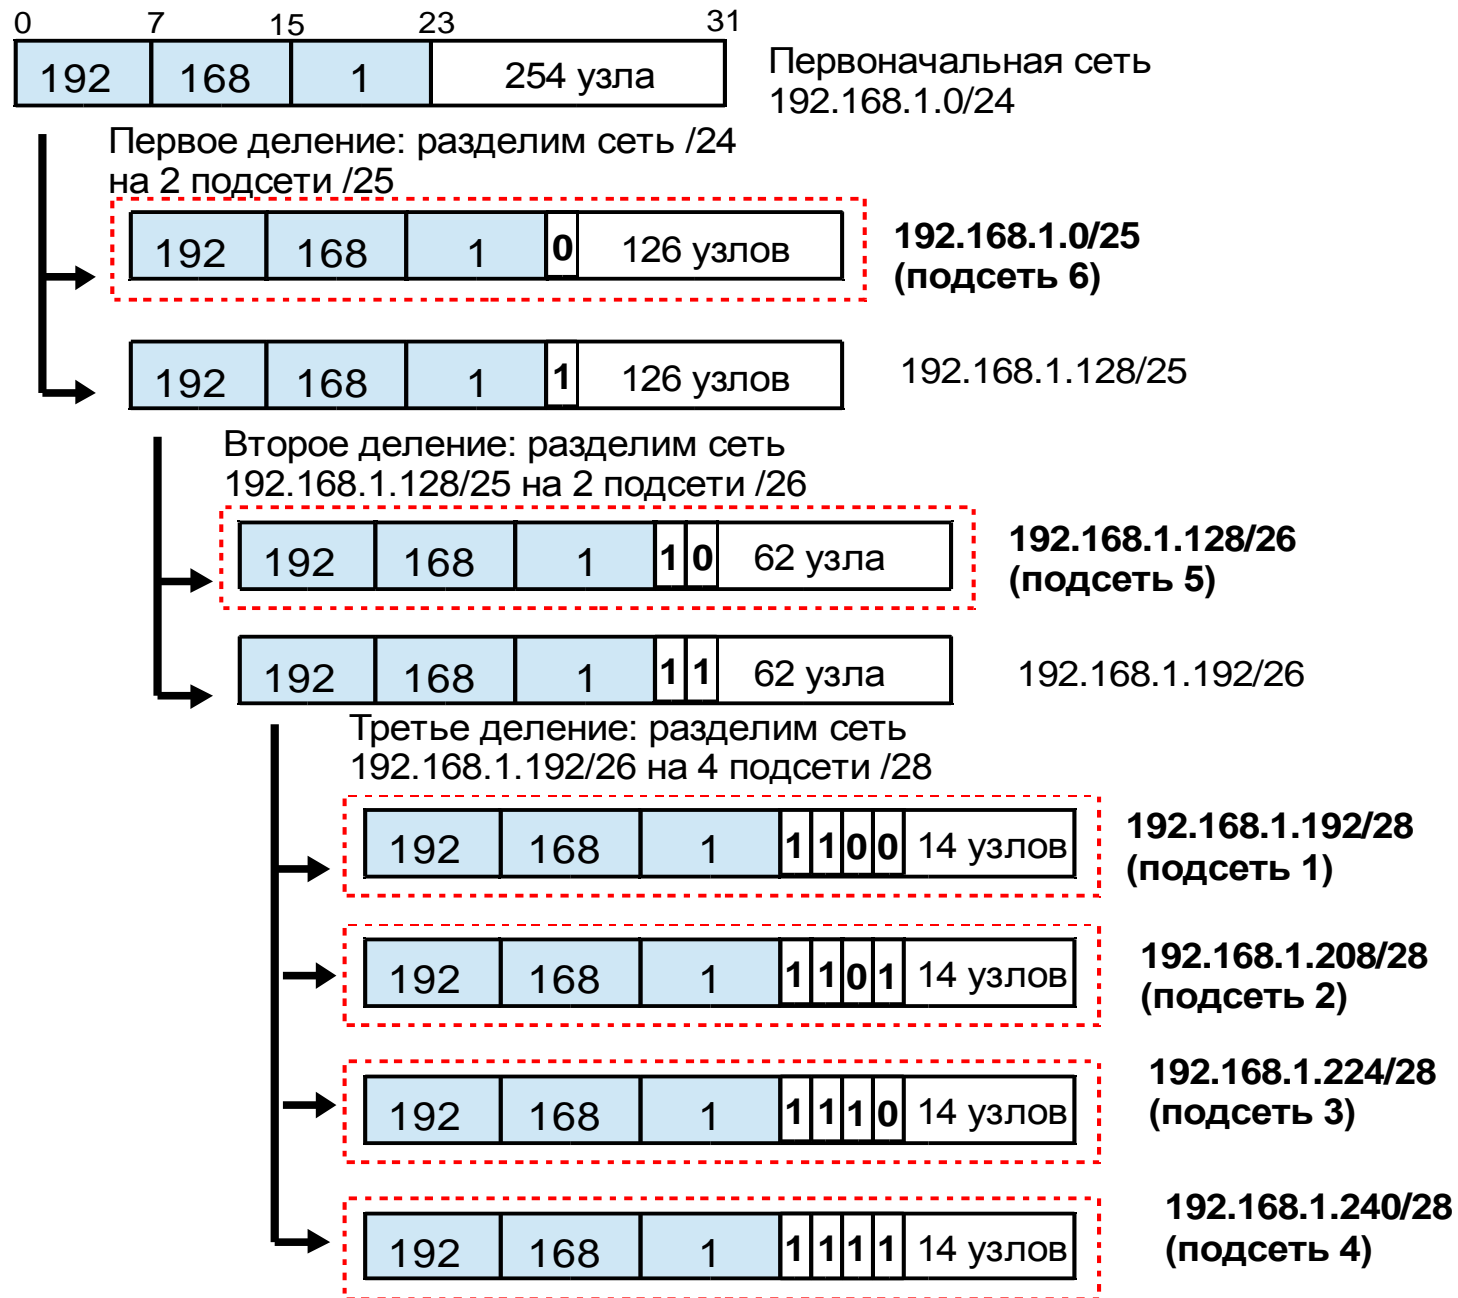 0 7 15 23 31
192 168 1 254 узла
Первоначальная сеть
192.168.1.0/24
Первое деление: разделим сеть /24
на 2 подсети /25
192 168 1 0 126 узлов
192.168.1.0/25
(подсеть 6)
192 168 1 1 126 узлов
192.168.1.128/25
Второе деление: разделим сеть
192.168.1.128/25 на 2 подсети /26
192 168 1 1 0 62 узла
192.168.1.128/26
(подсеть 5)
192 168 1 1 1 62 узла
192.168.1.192/26
Третье деление: разделим сеть
192.168.1.192/26 на 4 подсети /28
192 168 1 1 1 0 0 14 узлов
192.168.1.192/28
(подсеть 1)
192 168 1 1 1 0 1 14 узлов
192.168.1.208/28
(подсеть 2)
192 168 1 1 1 1 0 14 узлов
192.168.1.224/28
(подсеть 3)
192 168 1 1 1 1 1 14 узлов
192.168.1.240/28
(подсеть 4)